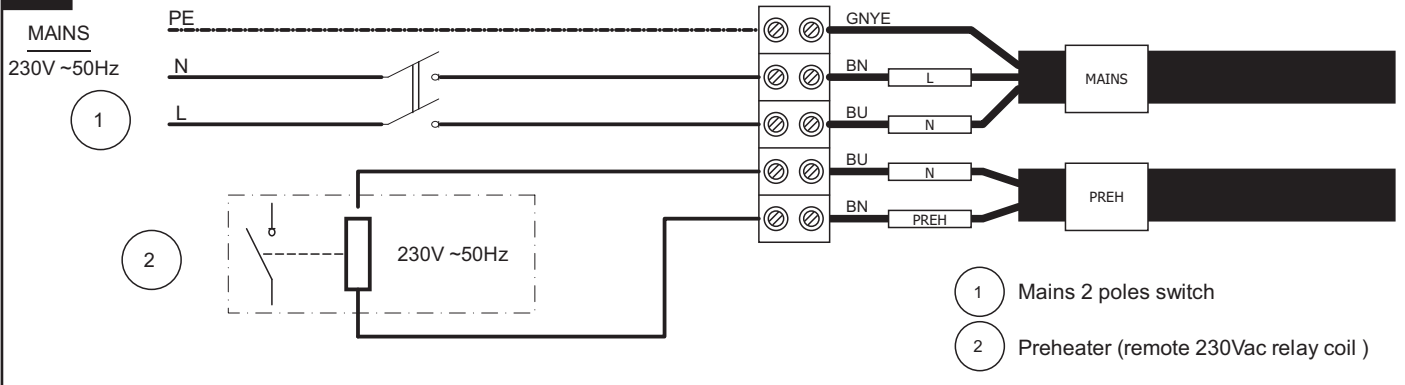 MAINS
230V ~50Hz
1
PE
N
L
GNYE
BN
L
BU
N
MAINS
BU
N
BN
PREH
PREH
2
230V ~50Hz
1 Mains 2 poles switch
2 Preheater (remote 230Vac relay coil )